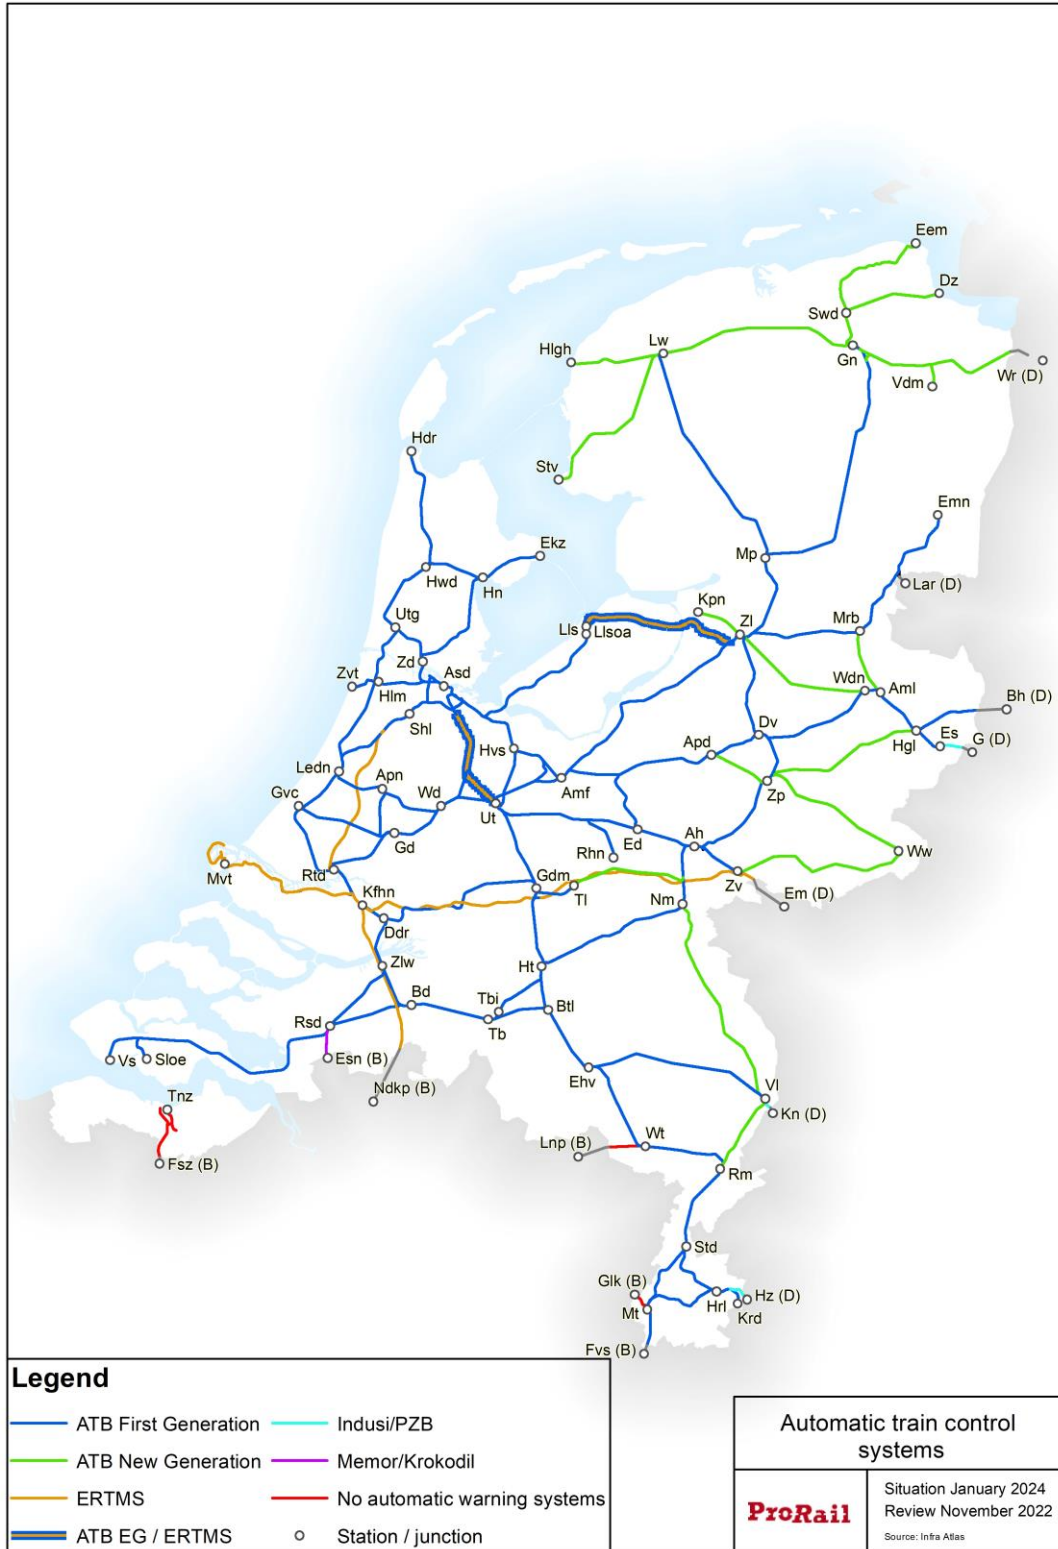 Eem
Dz
Swd
Lw
Hlgh
Gn
Vdm
Wr (D)
Hdr
Stv
Emn
Ekz
Mp
Hwd
Hn
Lar (D)
Kpn
Utg
Lls
Llsoa
Zl
Mrb
Zd
Zvt
Asd
Hlm
Wdn
Aml
Bh (D)
Shl
Dv
Hvs
Apd
Hgl
Es
G (D)
Ledn
Apn
Gvc
Wd
Amf
Zp
Ut
Gd
Ed
Ah
Rhn
Ww
Mvt
Rtd
Gdm
Zv
Kfhn
Tl
Nm
Em (D)
Ddr
Zlw
Ht
Bd
Tbi
Btl
Rsd
Tb
Vs
Sloe
Esn (B)
Ehv
Ndkp (B)
Tnz
Vl
Kn (D)
Lnp (B)
Wt
Fsz (B)
Rm
Std
Glk (B)
Hz (D)
Mt
Hrl
Krd
Fvs (B)
Legend
ATB First Generation
Indusi/PZB
ATB New Generation
Memor/Krokodil
ERTMS
No automatic warning systems
ATB EG / ERTMS
Station / junction
Automatic train control
systems
ProRail
Situation January 2024
Review November 2022
Source: Infra Atlas